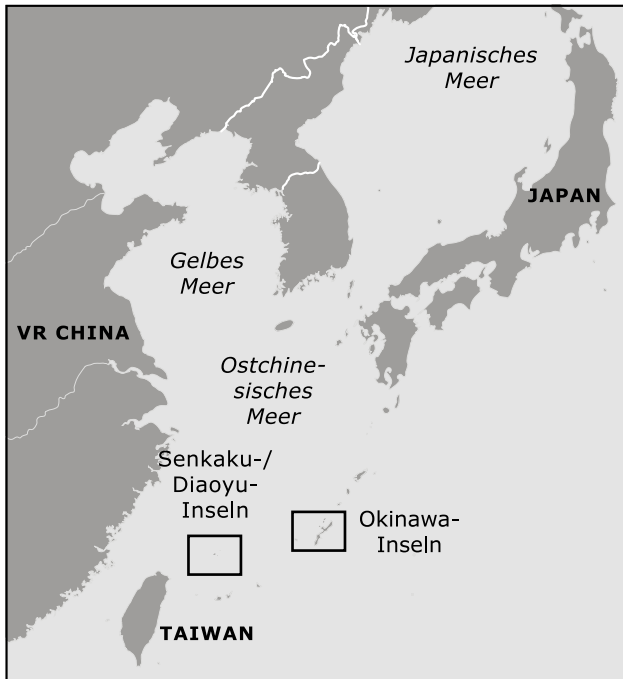 Japanisches
Meer
JAPAN
Gelbes
Meer
VR CHINA
Ostchine-
sisches
Meer
Senkaku-/
Diaoyu-
Inseln
Okinawa-
Inseln
TAIWAN